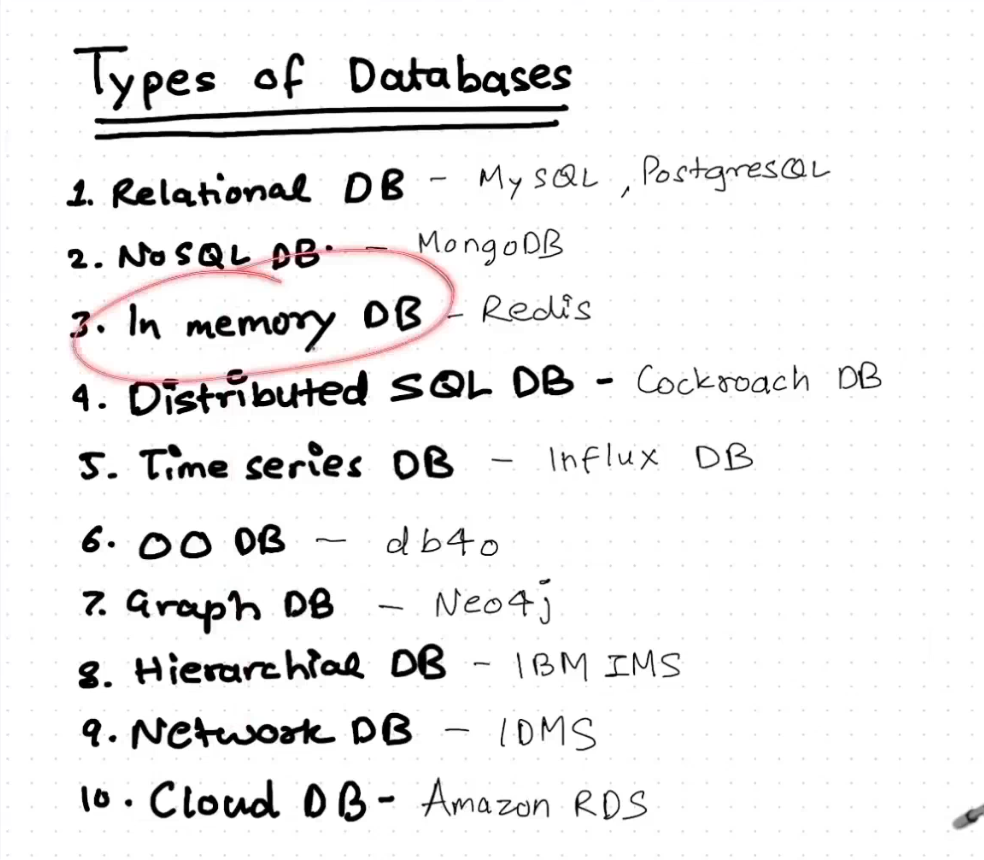 Types of Databases
1. Relational DB - MySQL, PostgresQL
2. NoSQL DB. - MongoDB
3. In memory DB - Redis
4. Distributed SQL DB - Cockroach DB
5. Time series DB - Influx DB
6. OO DB - db4o
7. Graph DB - Neo4j
8. Hierarchial DB - IBM IMS
9. Network DB - IDMS
10. Cloud DB - Amazon RDS